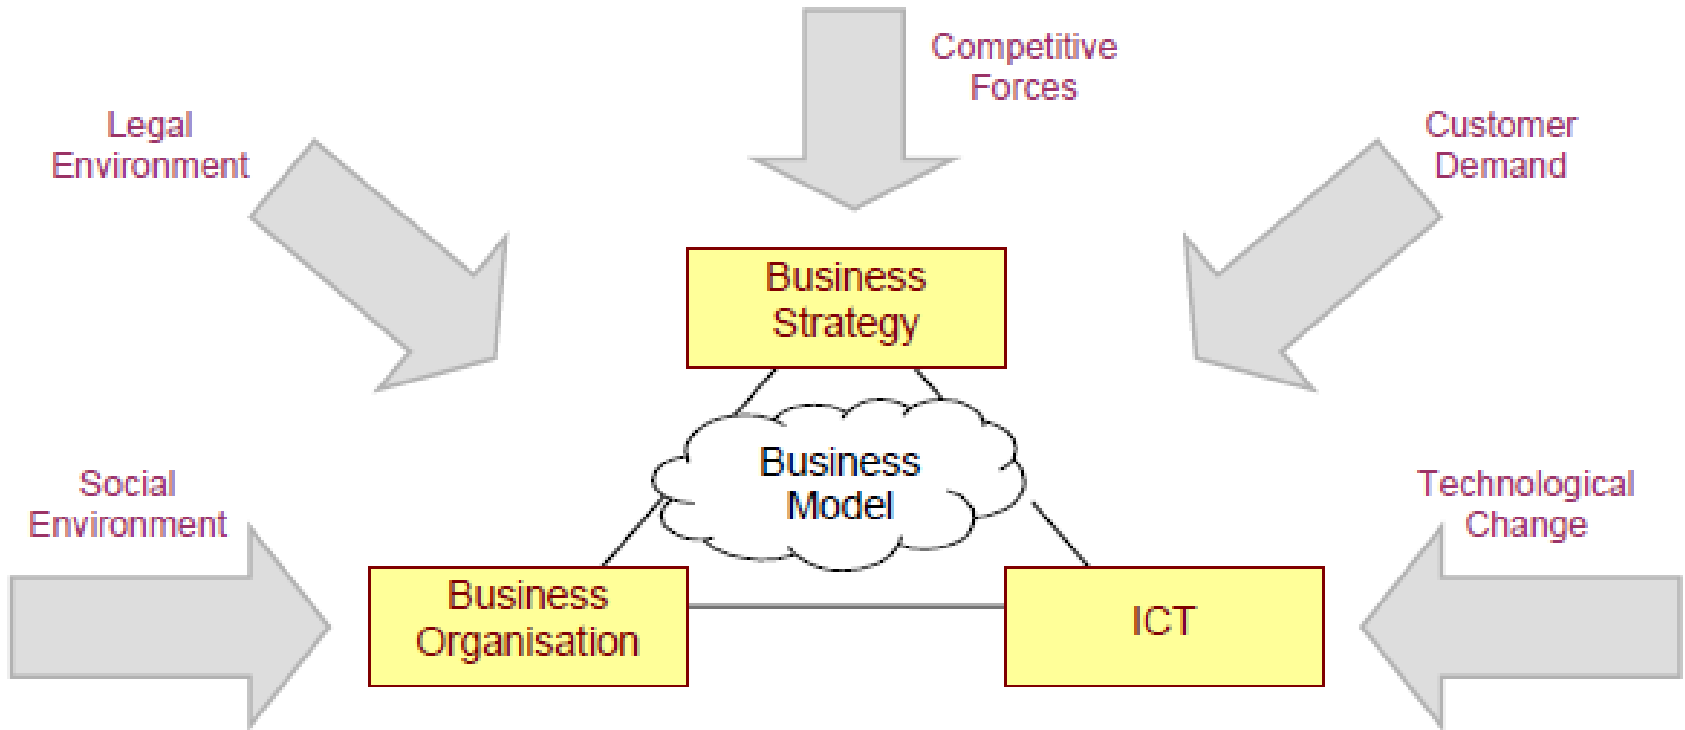 Competitive
Forces
Legal
Environment
Customer
Demand
Business
Strategy
Business
Model
Social
Environment
Technological
Change
Business
Organisation
ICT